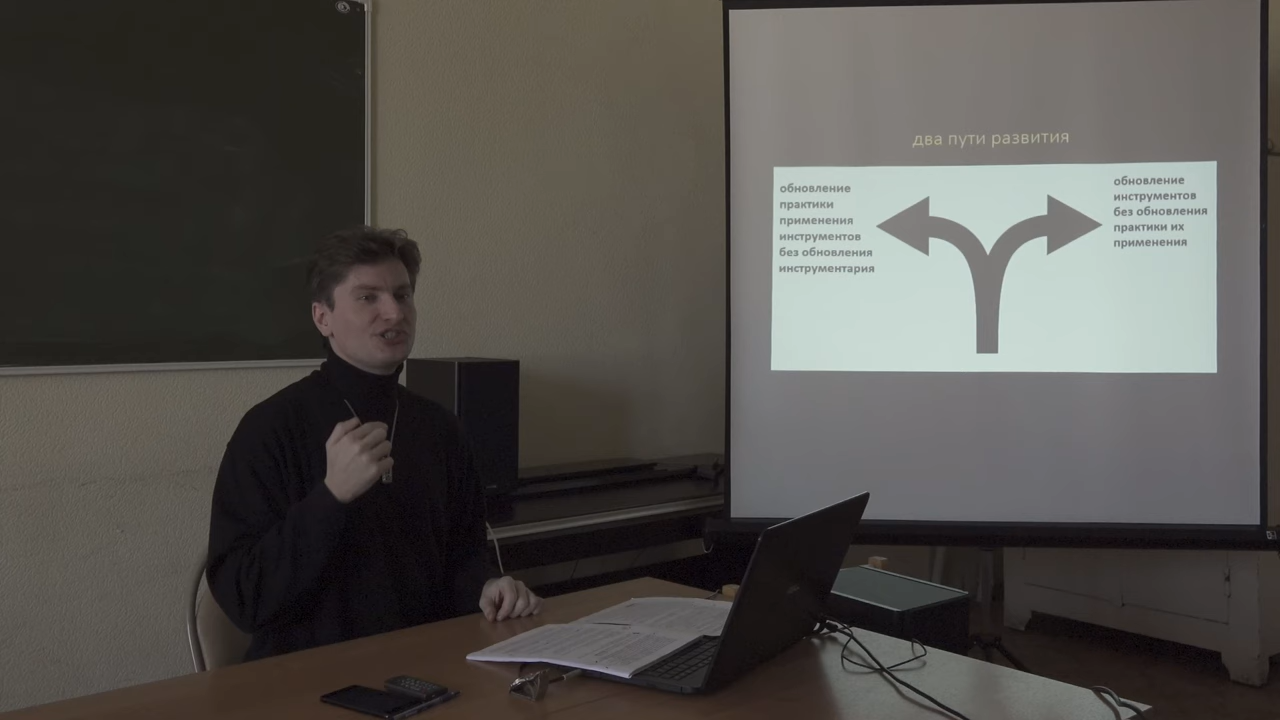 два пути развития
обновление
практики
применения
инструментов
без обновления
инструментария
обновление
инструментов
без обновления
практики их
применения